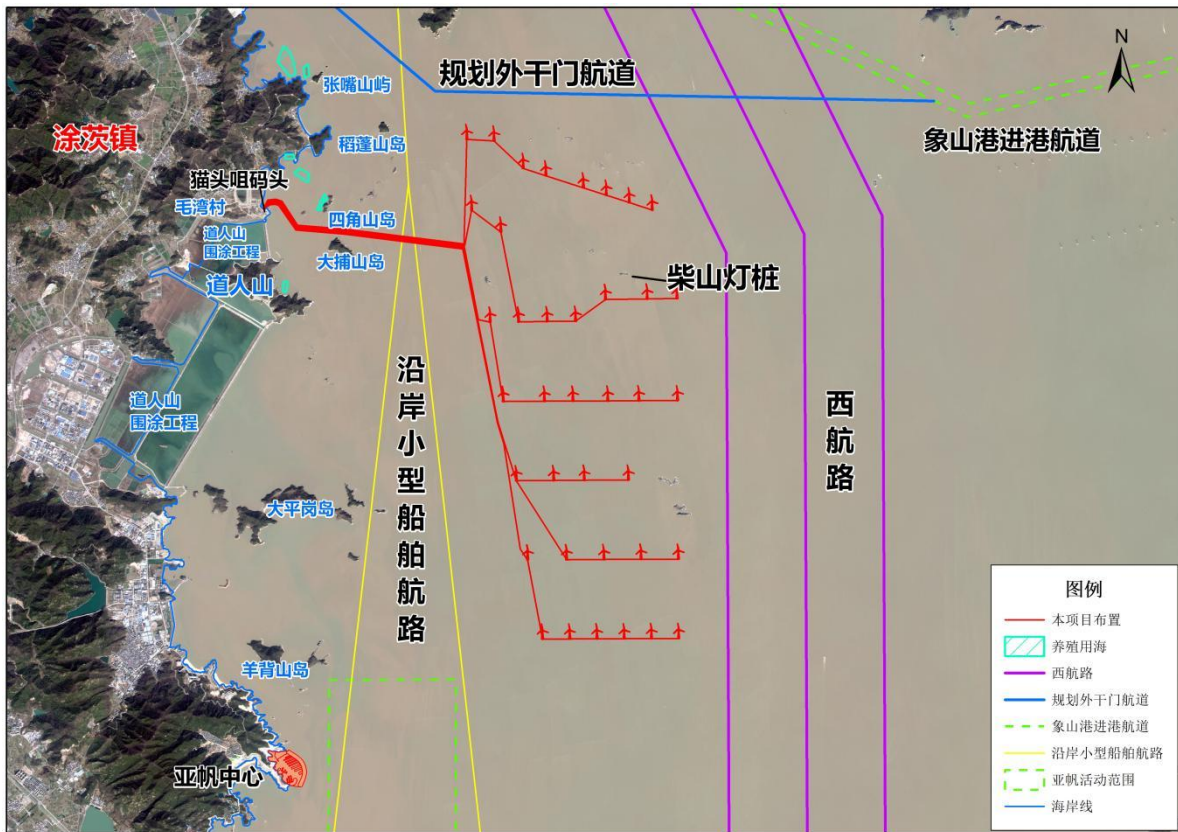 规划外干门航道
N
张嘴山屿
涂茨镇
稻蓬山岛
象山港进港航道
猫头咀码头
毛湾村
四角山岛
道人山
围涂工程
大捕山岛
道人山
柴山灯桩
沿岸小型船舶航路
西航路
道人山
围涂工程
大平岗岛
羊背山岛
亚帆中心
图例
本项目布置
养殖用海
西航路
规划外干门航道
象山港进港航道
沿岸小型船舶航路
亚帆活动范围
海岸线